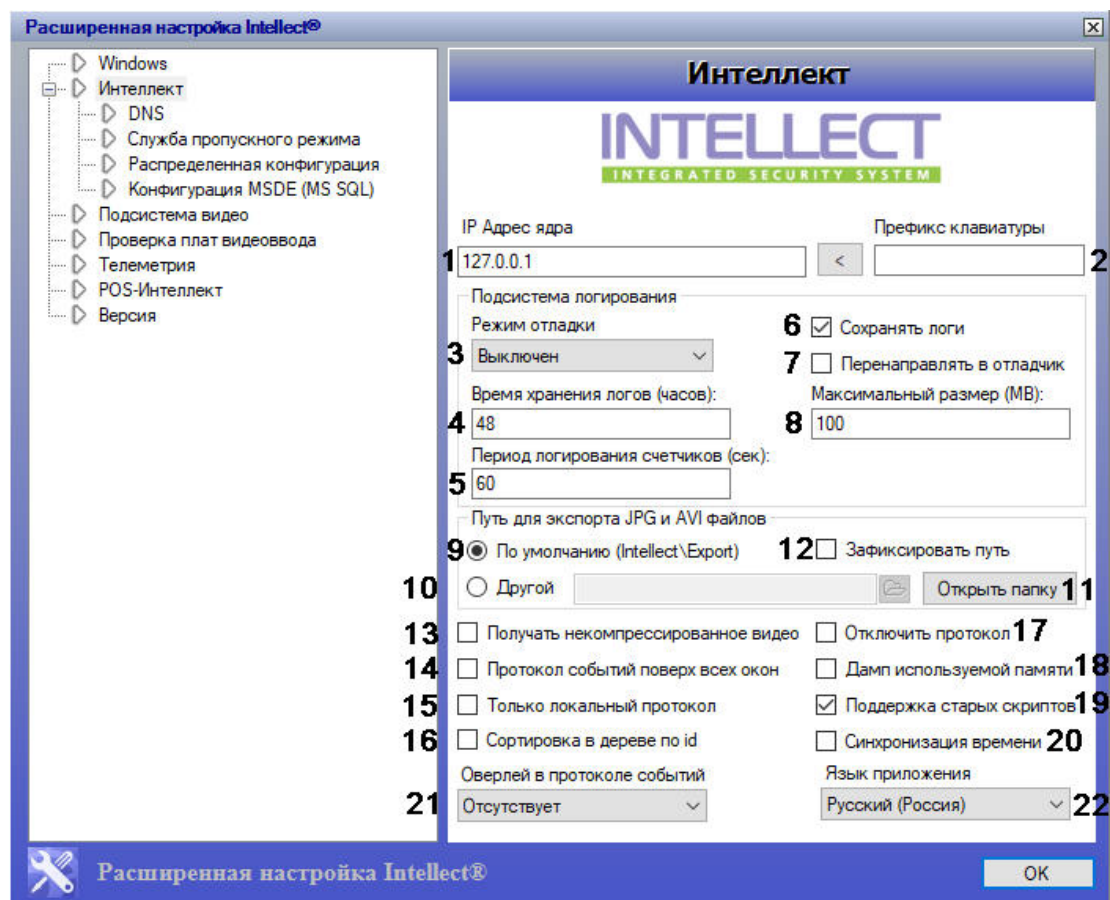 Расширенная настройка Intellect®
Windows
Интеллект
DNS
Служба пропускного режима
Распределенная конфигурация
Конфигурация MSDE (MS SQL)
Подсистема видео
Проверка плат видеоввода
Телеметрия
POS-Интеллект
Версия
Интеллект
INTELLECT
INTEGRATED SECURITY SYSTEM
IP Адрес ядра
Префикс клавиатуры
1 127.0.0.1 < 2
Подсистема логирования
Режим отладки
6 Сохранять логи
3 Выключен
7 Перенаправлять в отладчик
Время хранения логов (часов):
Максимальный размер (MB):
4 48
8 100
Период логирования счетчиков (сек):
5 60
Путь для экспорта JPG и AVI файлов
9 По умолчанию (Intellect\Export)
12 Зафиксировать путь
10 Другой
Открыть папку 11
13 Получать некомпрессированное видео
Отключить протокол 17
14 Протокол событий поверх всех окон
Дамп используемой памяти 18
15 Только локальный протокол
Поддержка старых скриптов 19
16 Сортировка в дереве по id
Синхронизация времени 20
Оверлей в протоколе событий
Язык приложения
21 Отсутствует
Русский (Россия) 22
Расширенная настройка Intellect®
OK